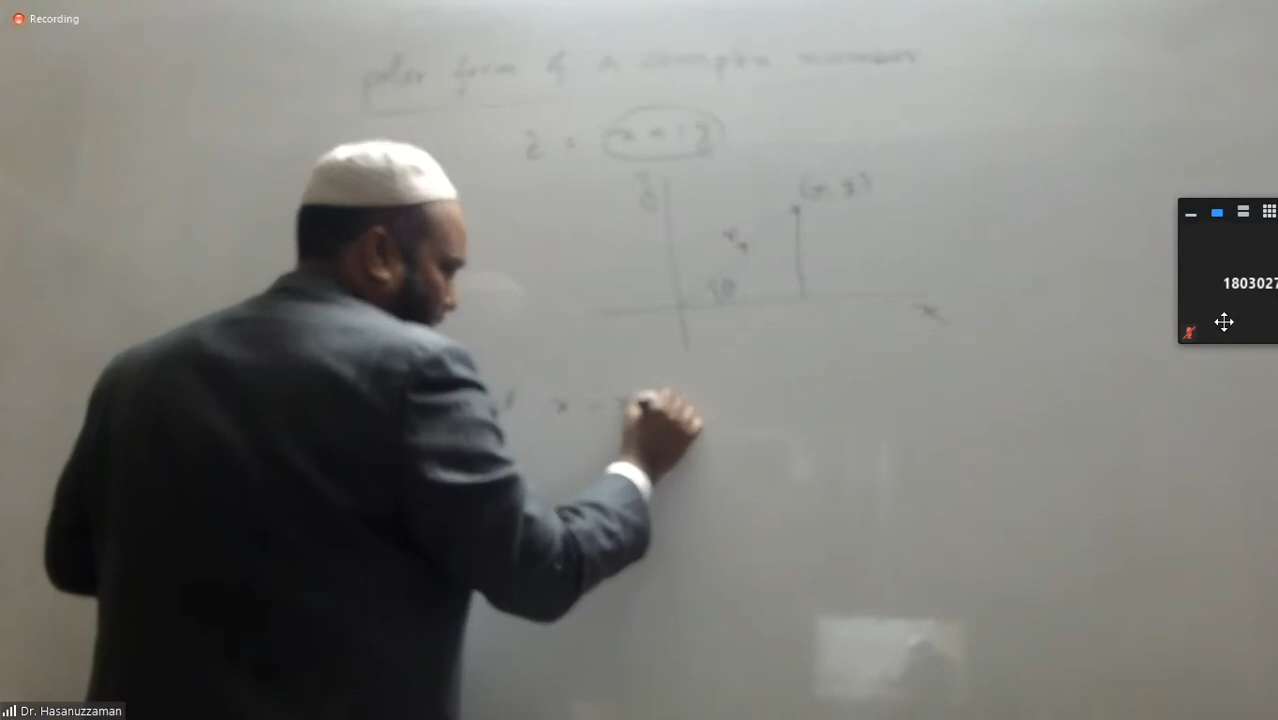 Recording
polar form of a complex number
z = x + iy
y
(x, y)
r
θ
x
x =
1803027
Dr. Hasanuzzaman